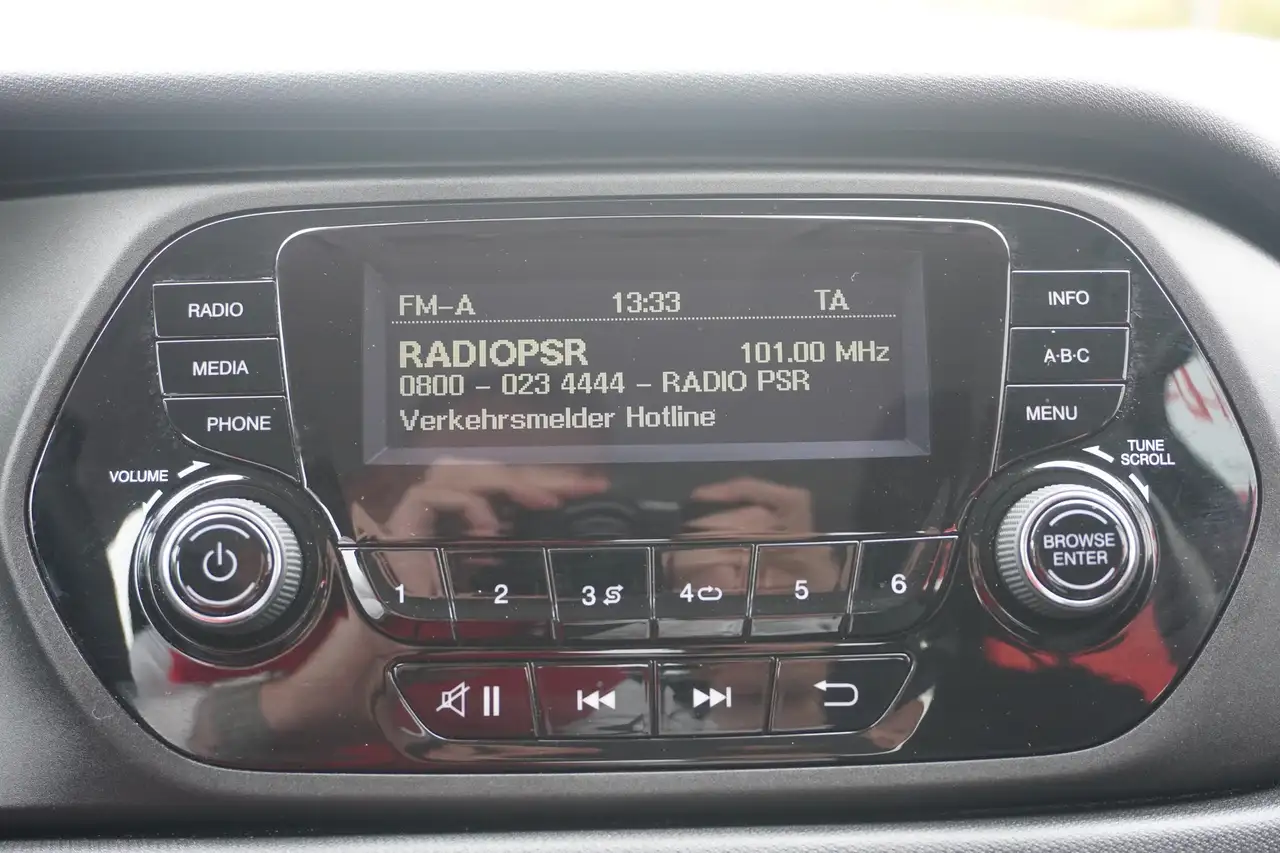 FM-A 13:33 TA
RADIOPSR 101.00 MHz
0800 - 023 4444 - RADIO PSR
Verkehrsmelder Hotline
RADIO
MEDIA
PHONE
VOLUME
INFO
A·B·C
MENU
TUNE
SCROLL
BROWSE
ENTER
1 2 3 4 5 6